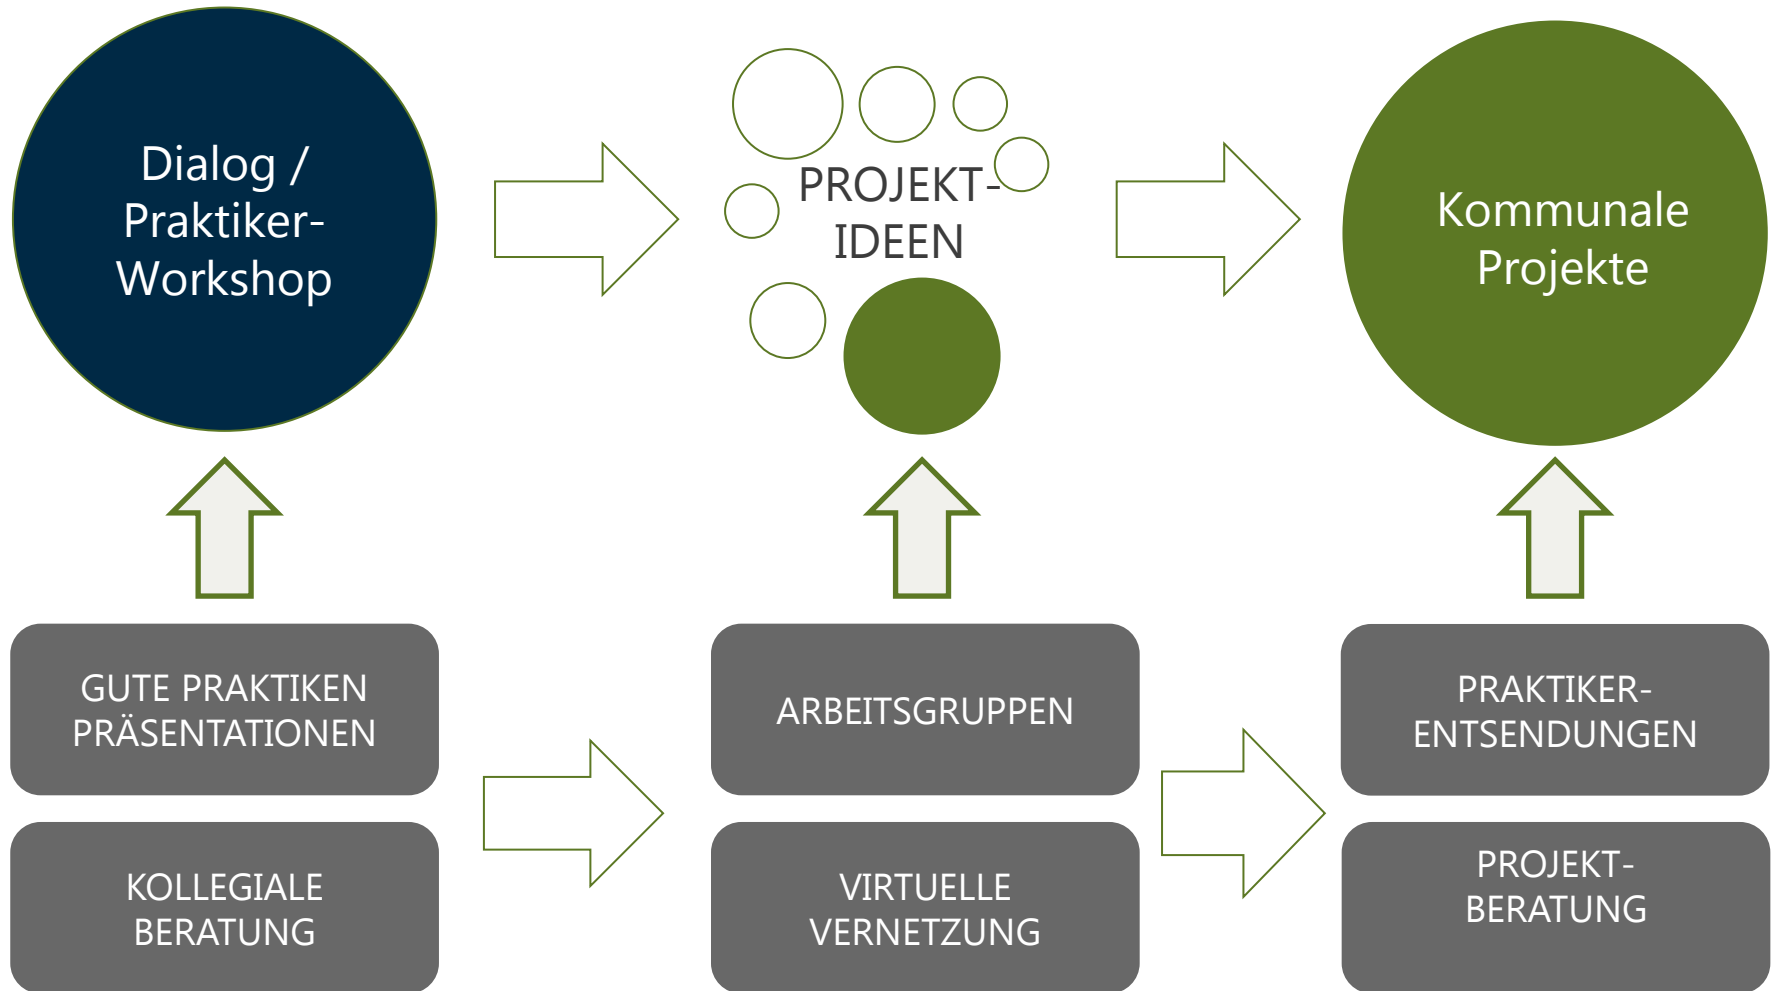 Dialog /
Praktiker-
Workshop
PROJEKT-
IDEEN
Kommunale
Projekte
GUTE PRAKTIKEN
PRÄSENTATIONEN
ARBEITSGRUPPEN
PRAKTIKER-
ENTSENDUNGEN
KOLLEGIALE
BERATUNG
VIRTUELLE
VERNETZUNG
PROJEKT-
BERATUNG